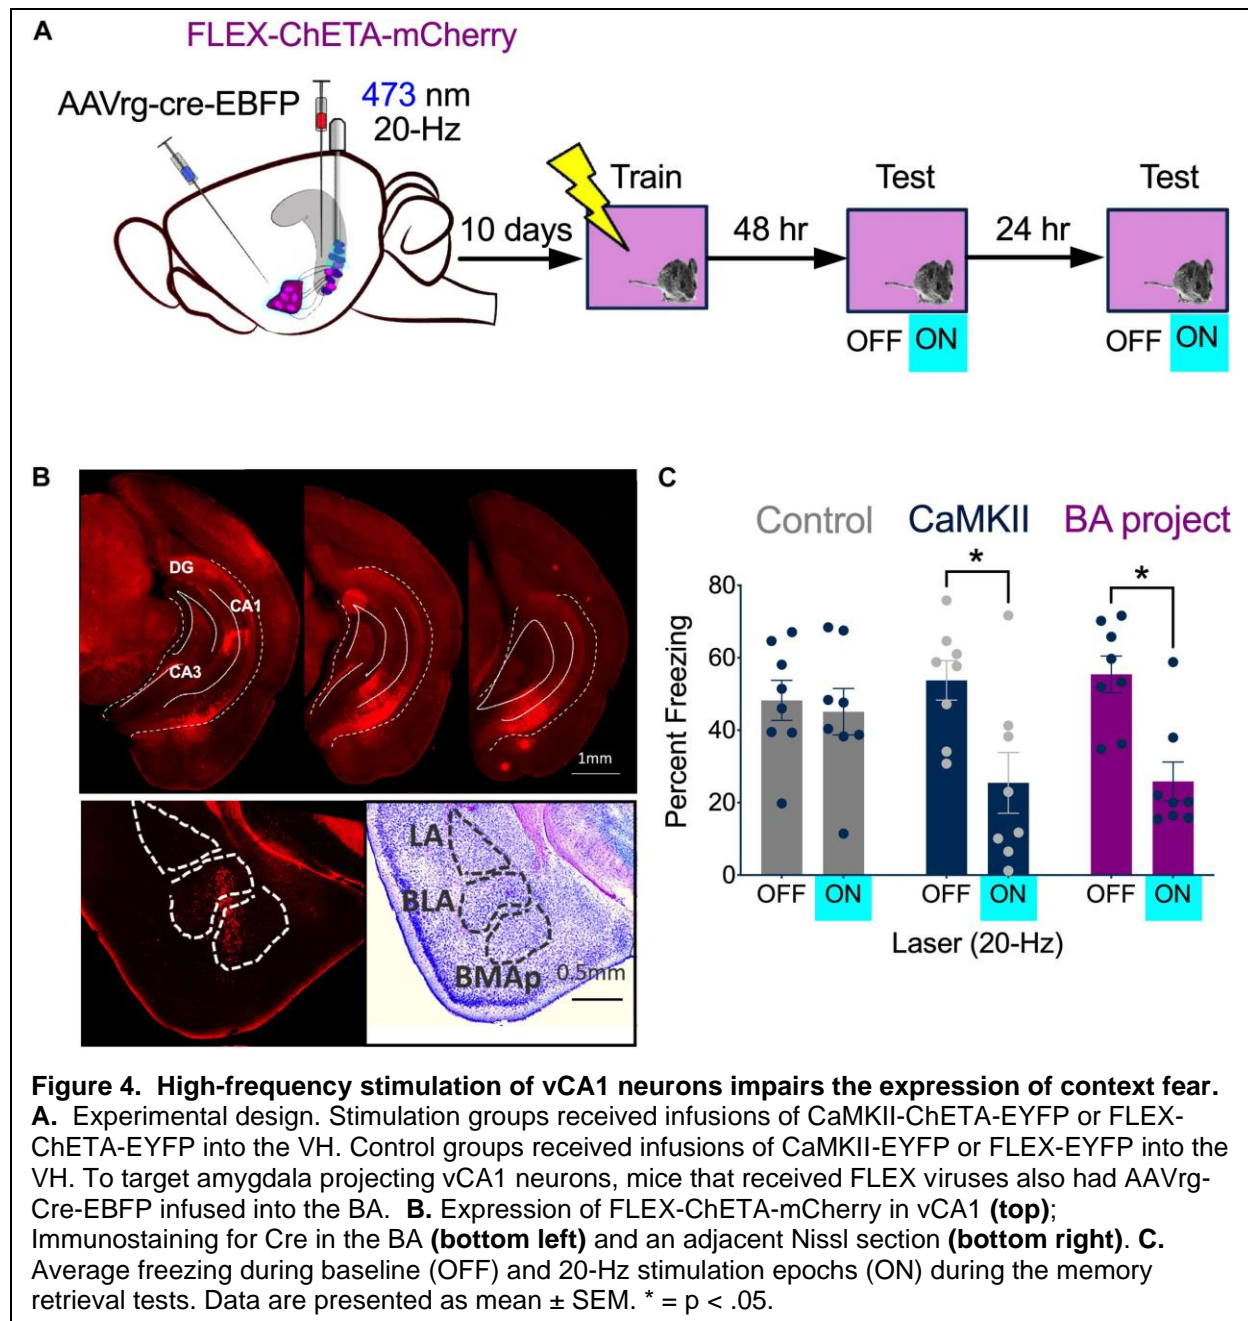 A
FLEX-ChETA-mCherry
AAVrg-cre-EBFP
473 nm
20-Hz
10 days
Train
48 hr
Test
OFF ON
24 hr
Test
OFF ON
B
DG
CA1
CA3
1mm
LA
BLA
BMAp
0.5mm
C
Control CaMKII BA project
* *
Percent Freezing
80
60
40
20
0
OFF ON OFF ON OFF ON
Laser (20-Hz)
Figure 4. High-frequency stimulation of vCA1 neurons impairs the expression of context fear.
A. Experimental design. Stimulation groups received infusions of CaMKII-ChETA-EYFP or FLEX-
ChETA-EYFP into the VH. Control groups received infusions of CaMKII-EYFP or FLEX-EYFP into the
VH. To target amygdala projecting vCA1 neurons, mice that received FLEX viruses also had AAVrg-
Cre-EBFP infused into the BA. B. Expression of FLEX-ChETA-mCherry in vCA1 (top);
Immunostaining for Cre in the BA (bottom left) and an adjacent Nissl section (bottom right). C.
Average freezing during baseline (OFF) and 20-Hz stimulation epochs (ON) during the memory
retrieval tests. Data are presented as mean ± SEM. * = p < .05.